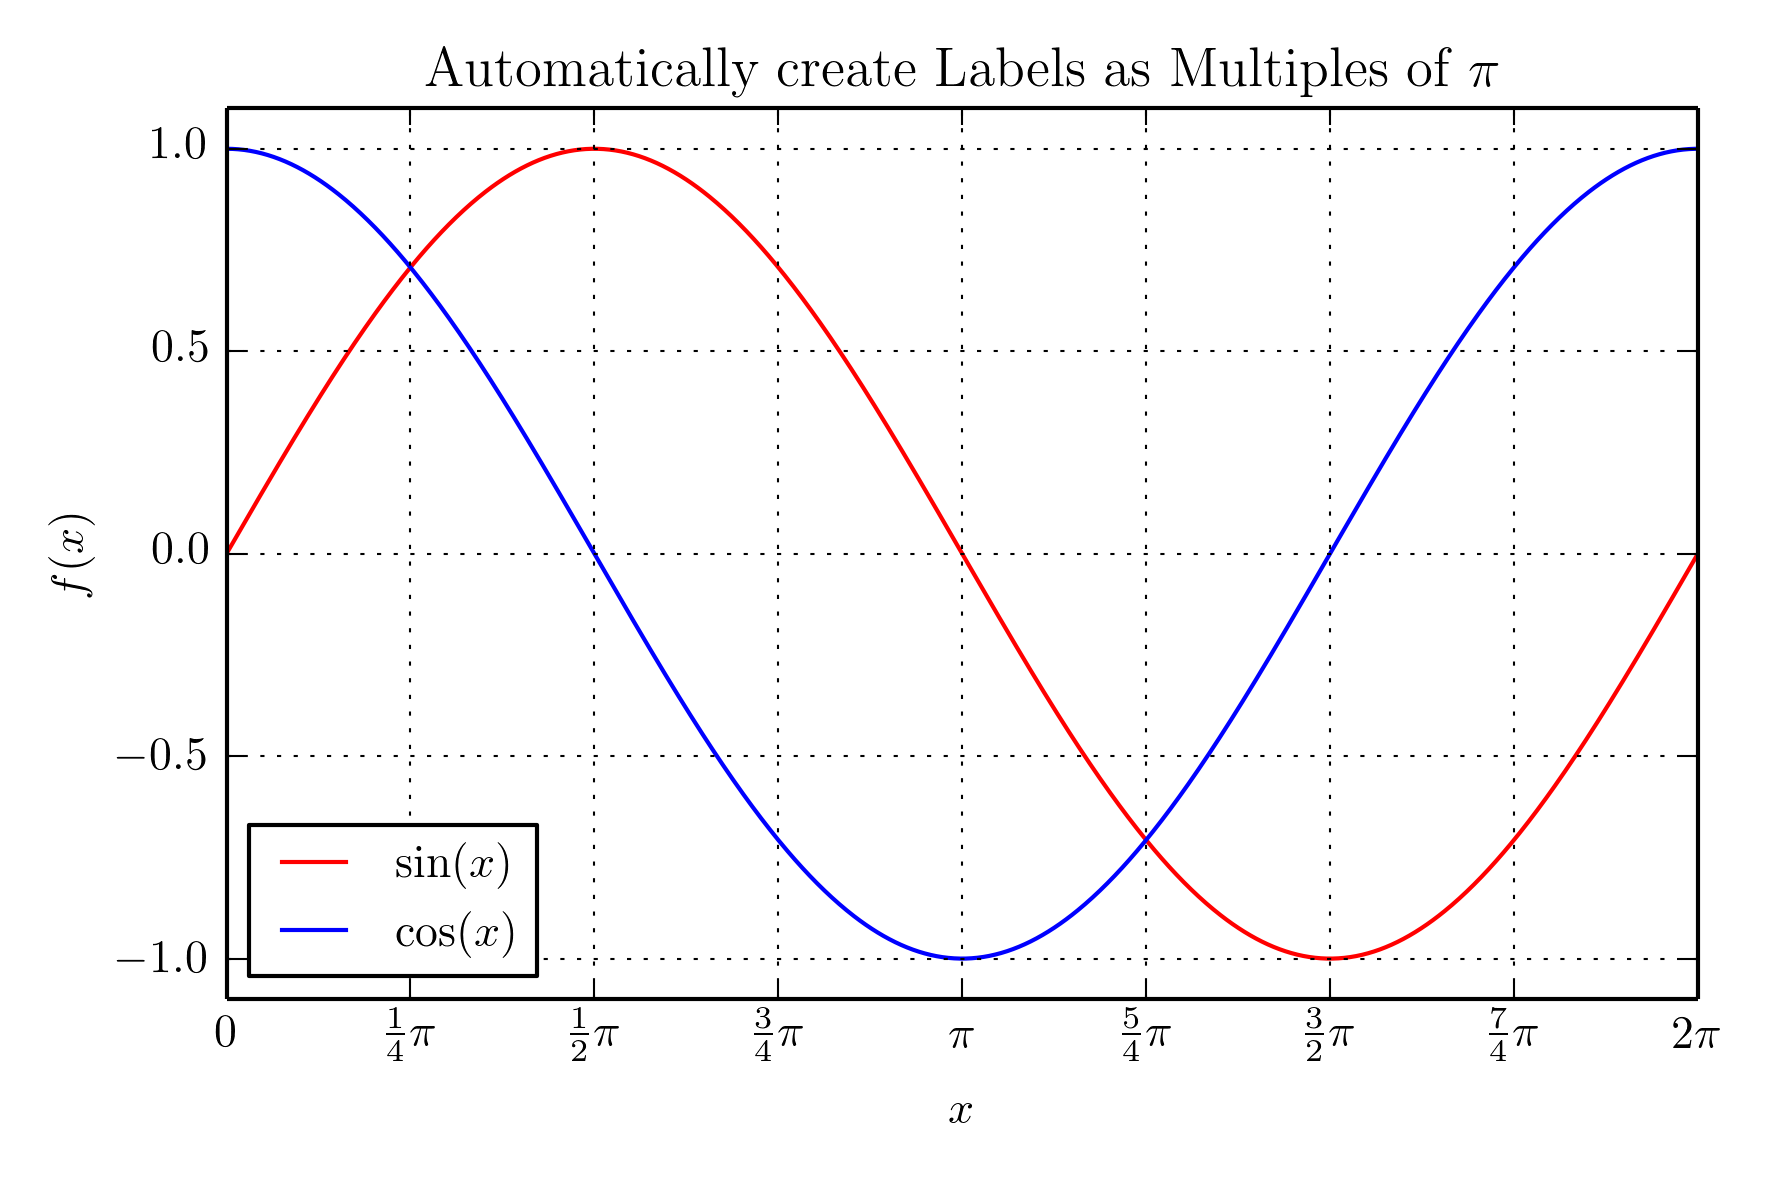 Automatically create Labels as Multiples of π
1.0
0.5
0.0
−0.5
−1.0
f(x)
sin(x)
cos(x)
0 1/4π 1/2π 3/4π π 5/4π 3/2π 7/4π 2π
x